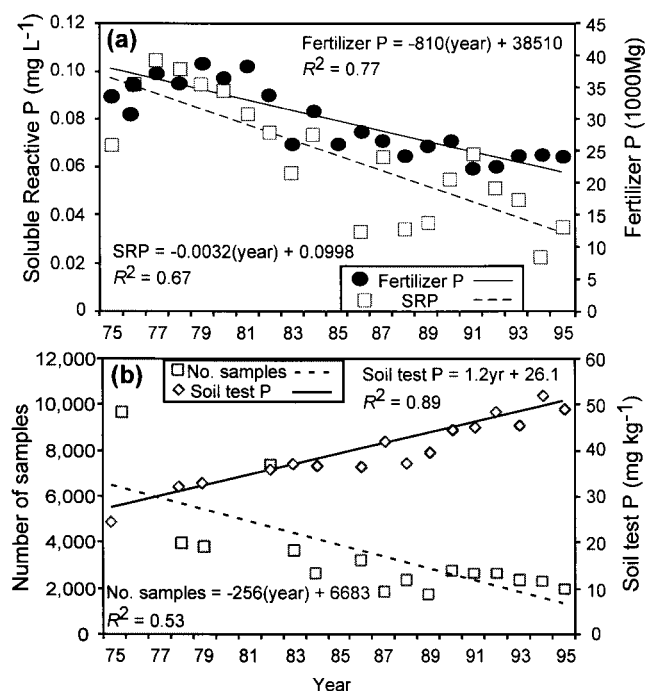 (a)
Fertilizer P = -810(year) + 38510
R² = 0.77
SRP = -0.0032(year) + 0.0998
R² = 0.67
Fertilizer P
SRP
Soluble Reactive P (mg L-1)
0.12
0.10
0.08
0.06
0.04
0.02
0
Fertilizer P (1000Mg)
45
40
35
30
25
20
15
10
5
0
75 77 79 81 83 85 87 89 91 93 95
(b)
No. samples
Soil test P
Soil test P = 1.2yr + 26.1
R² = 0.89
No. samples = -256(year) + 6683
R² = 0.53
Number of samples
12,000
10,000
8,000
6,000
4,000
2,000
0
Soil test P (mg kg-1)
60
50
40
30
20
10
0
75 77 79 81 83 85 87 89 91 93 95
Year